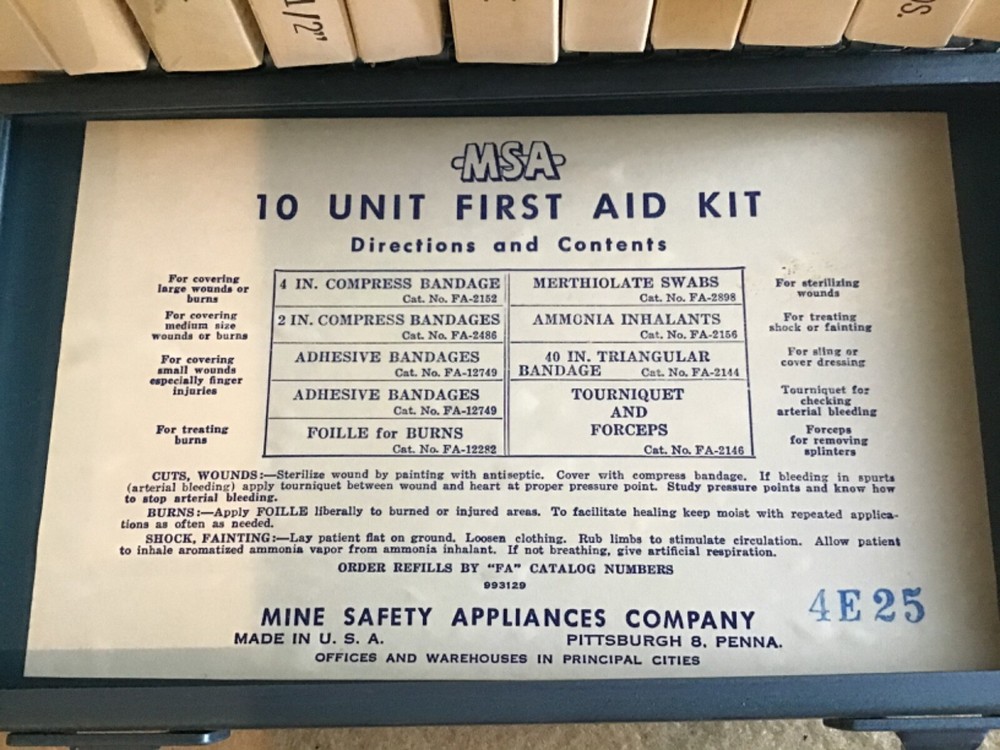 1/2"
DS.
MSA
10 UNIT FIRST AID KIT
Directions and Contents
For covering
large wounds or
burns
For covering
medium size
wounds or burns
For covering
small wounds
especially finger
injuries
For treating
burns
4 IN. COMPRESS BANDAGE
Cat. No. FA-2152
2 IN. COMPRESS BANDAGES
Cat. No. FA-2486
ADHESIVE BANDAGES
Cat. No. FA-12749
ADHESIVE BANDAGES
Cat. No. FA-12749
FOILLE for BURNS
Cat. No. FA-12282
MERTHIOLATE SWABS
Cat. No. FA-2898
AMMONIA INHALANTS
Cat. No. FA-2156
40 IN. TRIANGULAR
BANDAGE Cat. No. FA-2144
TOURNIQUET
AND
FORCEPS
Cat. No. FA-2146
For sterilizing
wounds
For treating
shock or fainting
For sling or
cover dressing
Tourniquet for
checking
arterial bleeding
Forceps
for removing
splinters
CUTS, WOUNDS:—Sterilize wound by painting with antiseptic. Cover with compress bandage. If bleeding in spurts
(arterial bleeding) apply tourniquet between wound and heart at proper pressure point. Study pressure points and know how
to stop arterial bleeding.
BURNS:—Apply FOILLE liberally to burned or injured areas. To facilitate healing keep moist with repeated applica-
tions as often as needed.
SHOCK, FAINTING:—Lay patient flat on ground. Loosen clothing. Rub limbs to stimulate circulation. Allow patient
to inhale aromatized ammonia vapor from ammonia inhalant. If not breathing, give artificial respiration.
ORDER REFILLS BY "FA" CATALOG NUMBERS
993129
MINE SAFETY APPLIANCES COMPANY
MADE IN U. S. A. PITTSBURGH 8, PENNA.
OFFICES AND WAREHOUSES IN PRINCIPAL CITIES
4E25